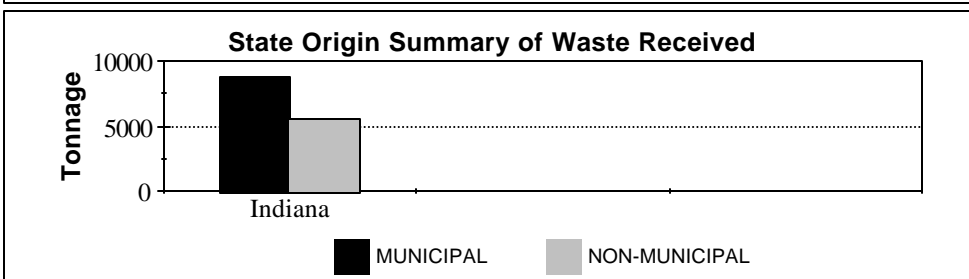 State Origin Summary of Waste Received
10000
5000
0
Tonnage
Indiana
MUNICIPAL NON-MUNICIPAL